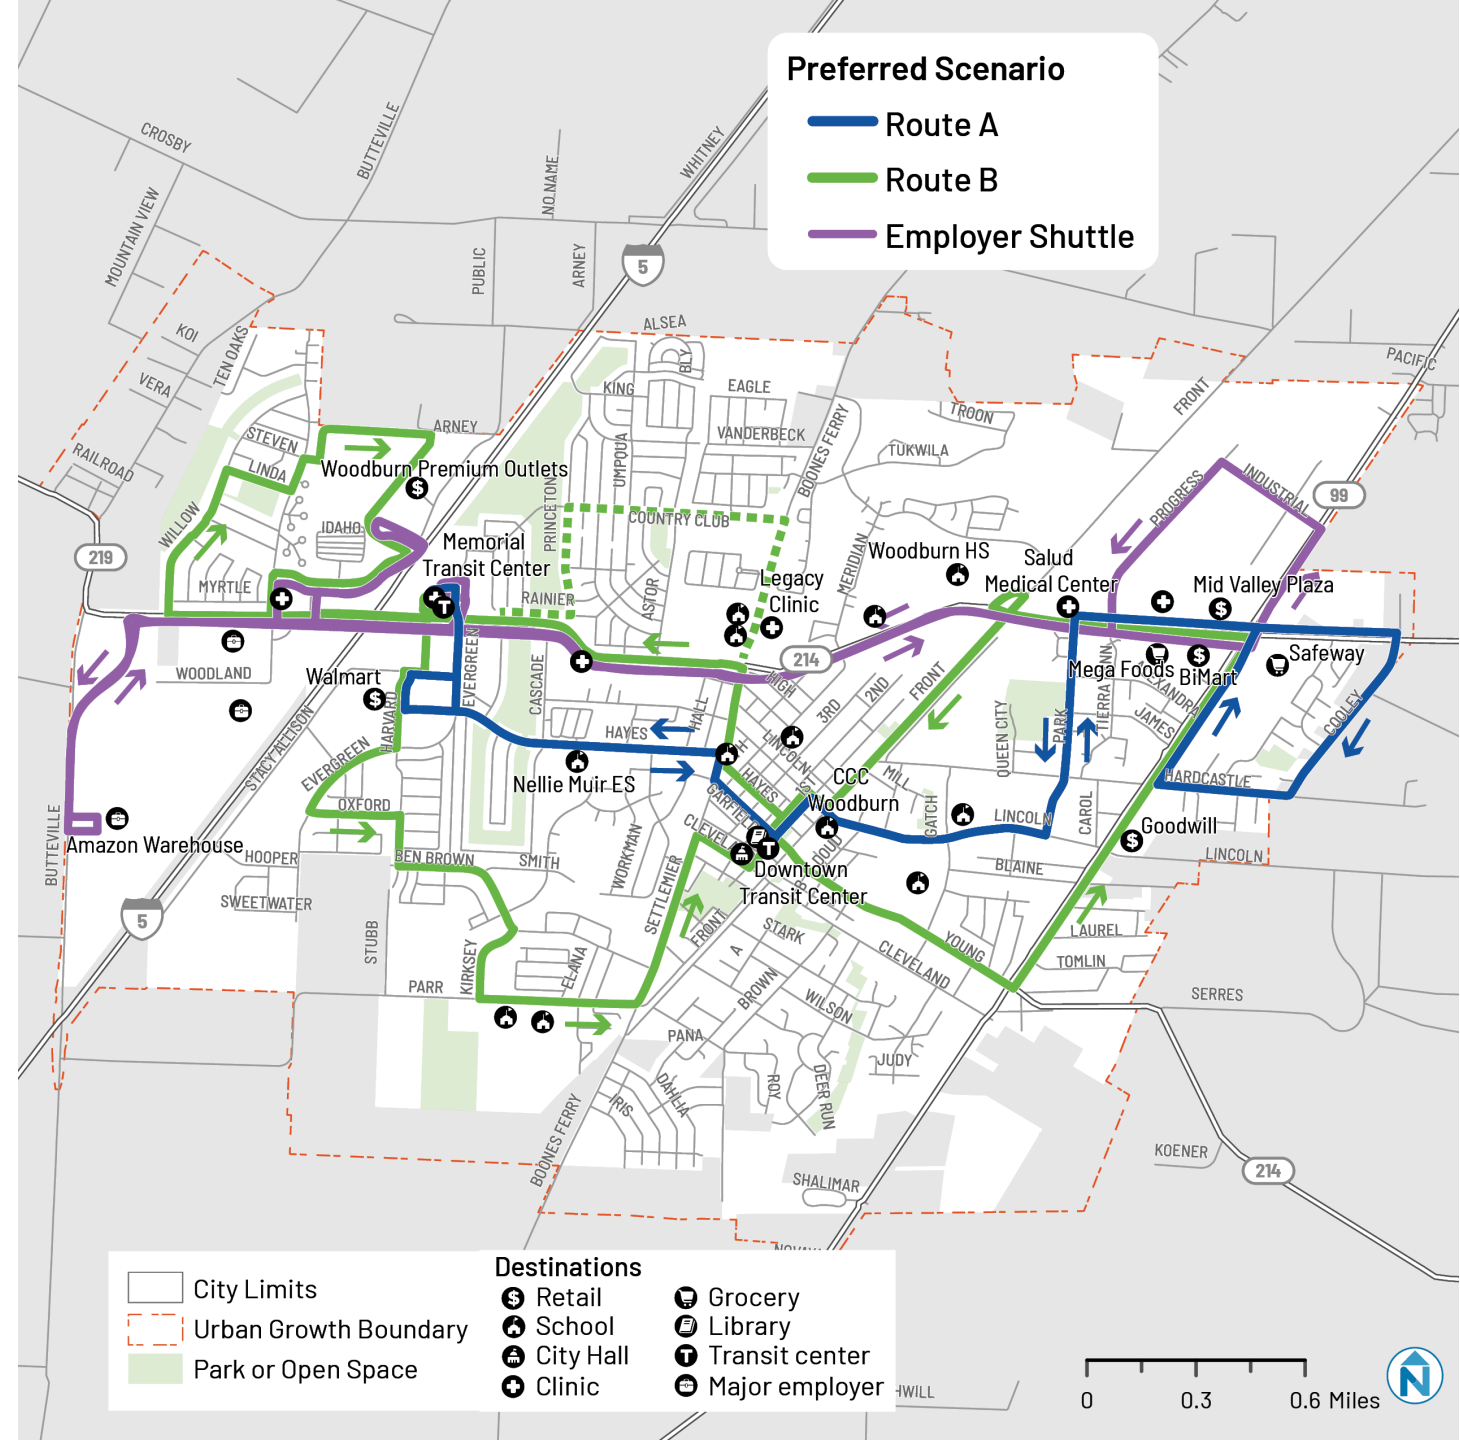 Preferred Scenario
Route A
Route B
Employer Shuttle
CROSBY
BUTTEVILLE
MOUNTAIN VIEW
NO NAME
WHITNEY
PUBLIC
ARNEY
5
ALSEA
KOI
TEN OAKS
VERA
BLY
KING
EAGLE
PACIFIC
FRONT
ARNEY
VANDERBECK
BOONES FERRY
TROON
TUKWILA
STEVEN
LINDA
RAILROAD
Woodburn Premium Outlets
UMPQUA
PROGRESS
INDUSTRIAL
99
WILLOW
IDAHO
PRINCETON
COUNTRY CLUB
219
Memorial
Transit Center
MERIDIAN
Woodburn HS
Salud
Medical Center
MYRTLE
RAINIER
ASTOR
Legacy
Clinic
Mid Valley Plaza
WOODLAND
Walmart
EVERGREEN
CASCADE
214
HIGH
Mega Foods
BiMart
Safeway
HARVARD
HALL
HAYES
3RD
2ND
FRONT
QUEEN CITY
PARK
JAMES
COOLEY
STACY ALLISON
EVERGREEN
Nellie Muir ES
LINCOLN
HAYES
CCC
Woodburn
MILL
GATCH
LINCOLN
CAROL
HARDCASTLE
OXFORD
BUTTEVILLE
Amazon Warehouse
Goodwill
LINCOLN
HOOPER
BEN BROWN
SMITH
WORKMAN
SETTLEMIER
Downtown
Transit Center
BLAINE
SWEETWATER
5
STUBB
KIRKSEY
ELANA
FRONT
STARK
A
BROWN
CLEVELAND
YOUNG
LAUREL
TOMLIN
PARR
WILSON
SERRES
PANA
JUDY
IRIS
DAHLIA
ROY
DEER RUN
BOONES FERRY
SHALIMAR
KOENER
214
City Limits
Urban Growth Boundary
Park or Open Space
Destinations
Retail
School
City Hall
Clinic
Grocery
Library
Transit center
Major employer
0 0.3 0.6 Miles
N